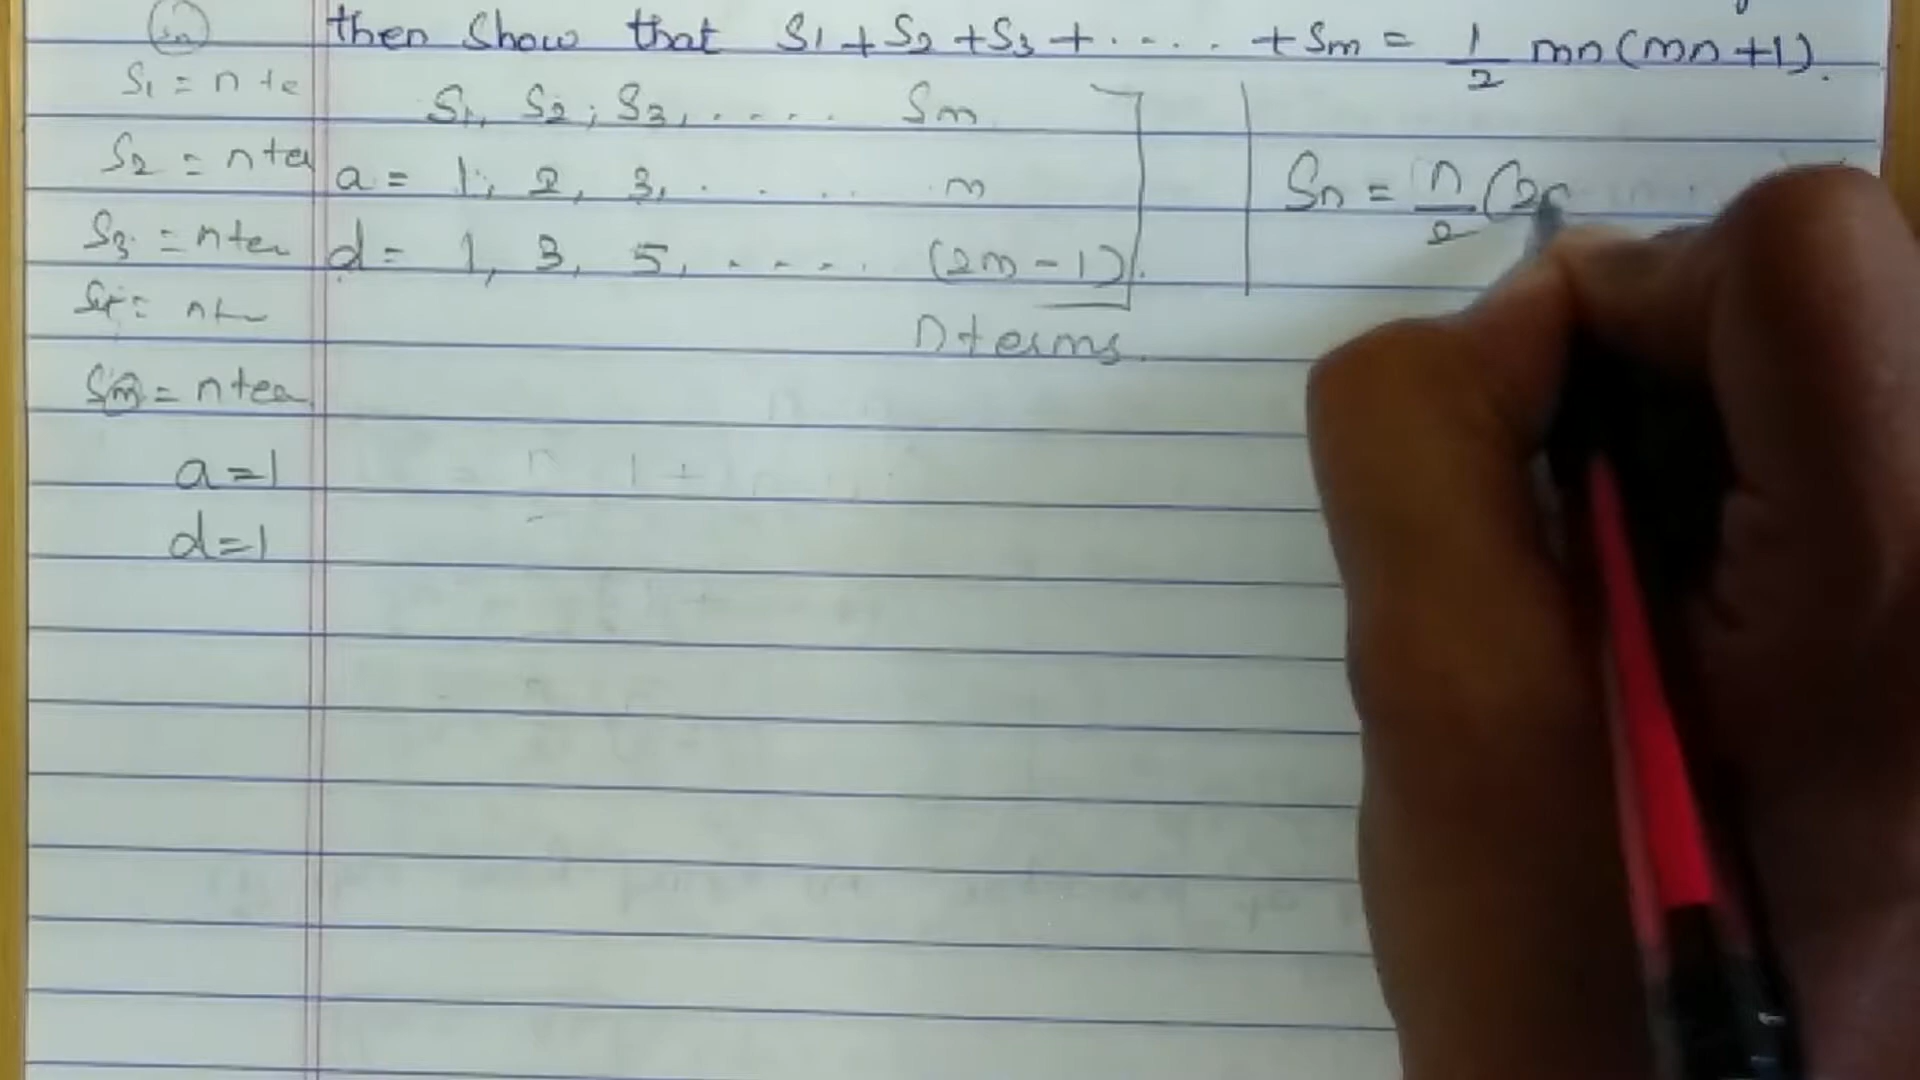 Sn
then show that S1 + S2 + S3 + ..... + Sm = 1/2 mn(mn+1).
S1 = n te
S2 = n te
S3 = n te
= n
Sm = n te
a = 1
d = 1
S1, S2, S3, ..... Sm
a = 1, 2, 3, ..... m
d = 1, 3, 5, ..... (2m - 1)
n terms.
Sn = n/2 (2